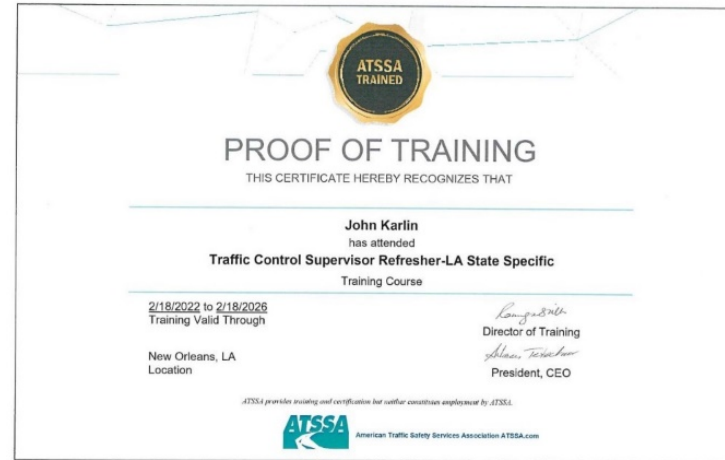 ATSSA
TRAINED
PROOF OF TRAINING
THIS CERTIFICATE HEREBY RECOGNIZES THAT
John Karlin
has attended
Traffic Control Supervisor Refresher-LA State Specific
Training Course
2/18/2022 to 2/18/2026
Training Valid Through
Director of Training
New Orleans, LA
Location
President, CEO
ATSSA provides training and certification but neither constitutes employment by ATSSA.
ATSSA
American Traffic Safety Services Association ATSSA.com